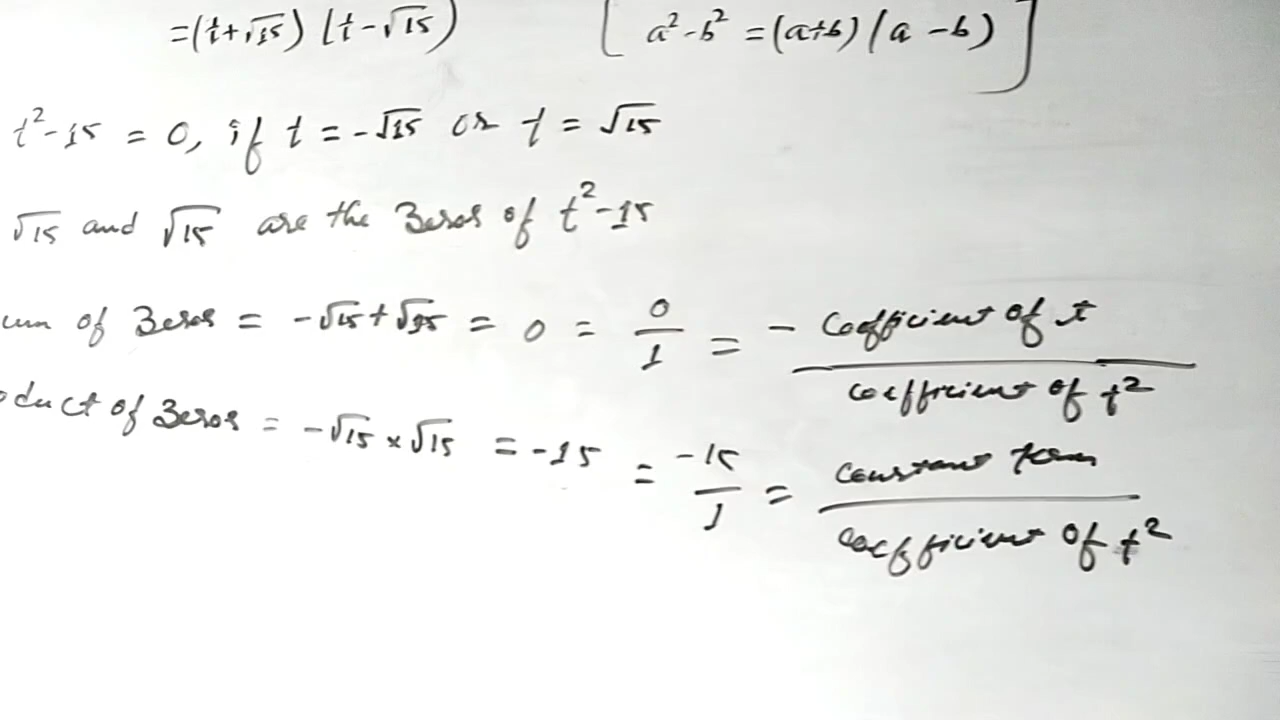 =(t+√15) (t-√15) [ a²-b² =(a+b) (a -b) ]
t²-15 = 0, if t = -√15 or t = √15
√15 and √15 are the zeros of t²-15
um of zeros = -√15+√15 = 0 = 0/1 = - coefficient of t / coefficient of t²
oduct of zeros = -√15 × √15 = -15 = -15/1 = constant term / coefficient of t²